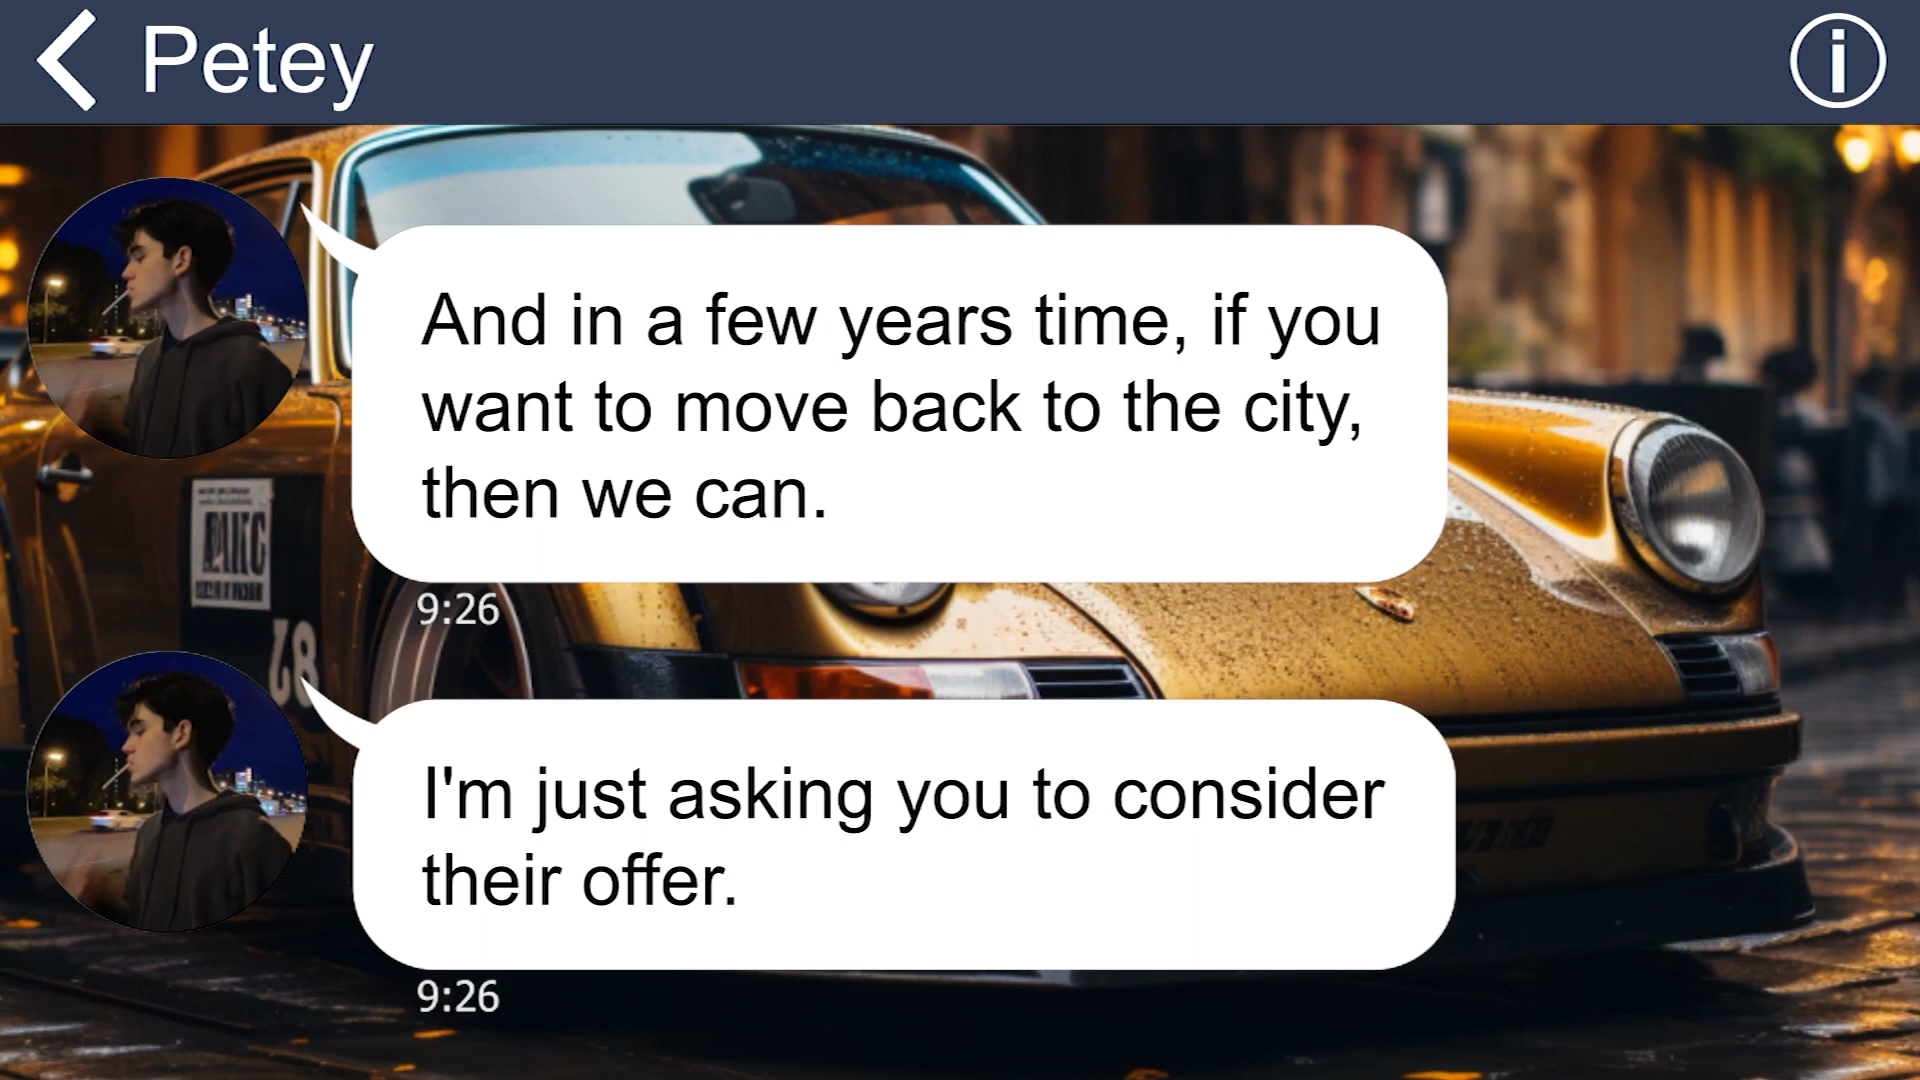 Petey
And in a few years time, if you
want to move back to the city,
then we can.
9:26
I'm just asking you to consider
their offer.
9:26